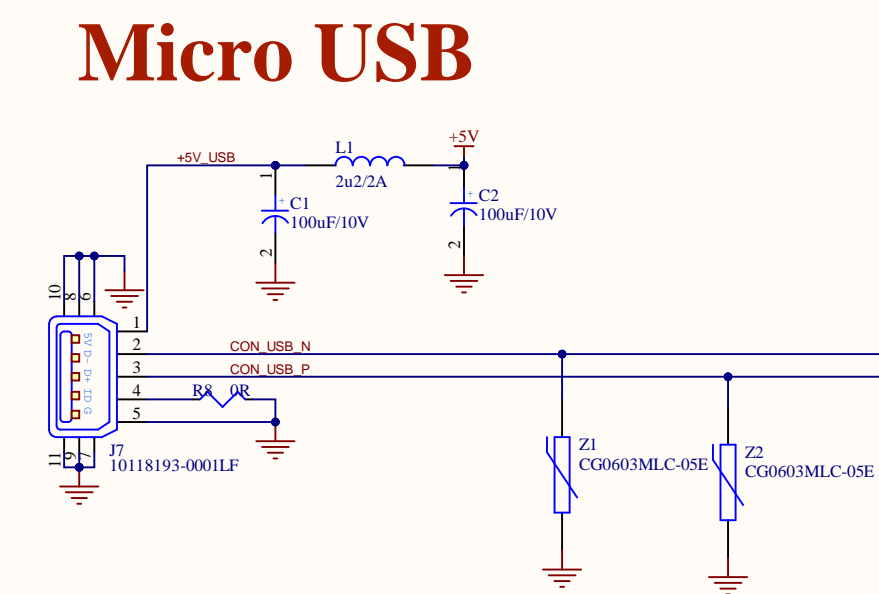 Micro USB
+5V
+5V_USB
L1
2u2/2A
1
1
+
C1
100uF/10V
+
C2
100uF/10V
2
2
10
8
6
1
2
CON_USB_N
3
CON_USB_P
4
R8
0R
5
5V
D-
D+
ID
G
11
9
7
J7
10118193-0001LF
Z1
CG0603MLC-05E
Z2
CG0603MLC-05E